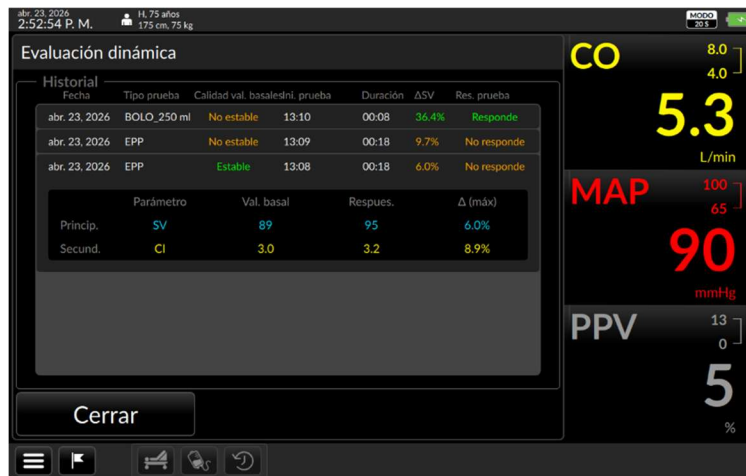 abr. 23, 2026
2:52:54 P. M.
H, 75 años
175 cm, 75 kg
MODO
20 S
Evaluación dinámica
Historial
Fecha Tipo prueba Calidad val. basales Ini. prueba Duración ΔSV Res. prueba
abr. 23, 2026 BOLO_250 ml No estable 13:10 00:08 36.4% Responde
abr. 23, 2026 EPP No estable 13:09 00:18 9.7% No responde
abr. 23, 2026 EPP Estable 13:08 00:18 6.0% No responde
Parámetro Val. basal Respues. Δ (máx)
Princip. SV 89 95 6.0%
Secund. CI 3.0 3.2 8.9%
Cerrar
CO
8.0
4.0
5.3
L/min
MAP
100
65
90
mmHg
PPV
13
0
5
%